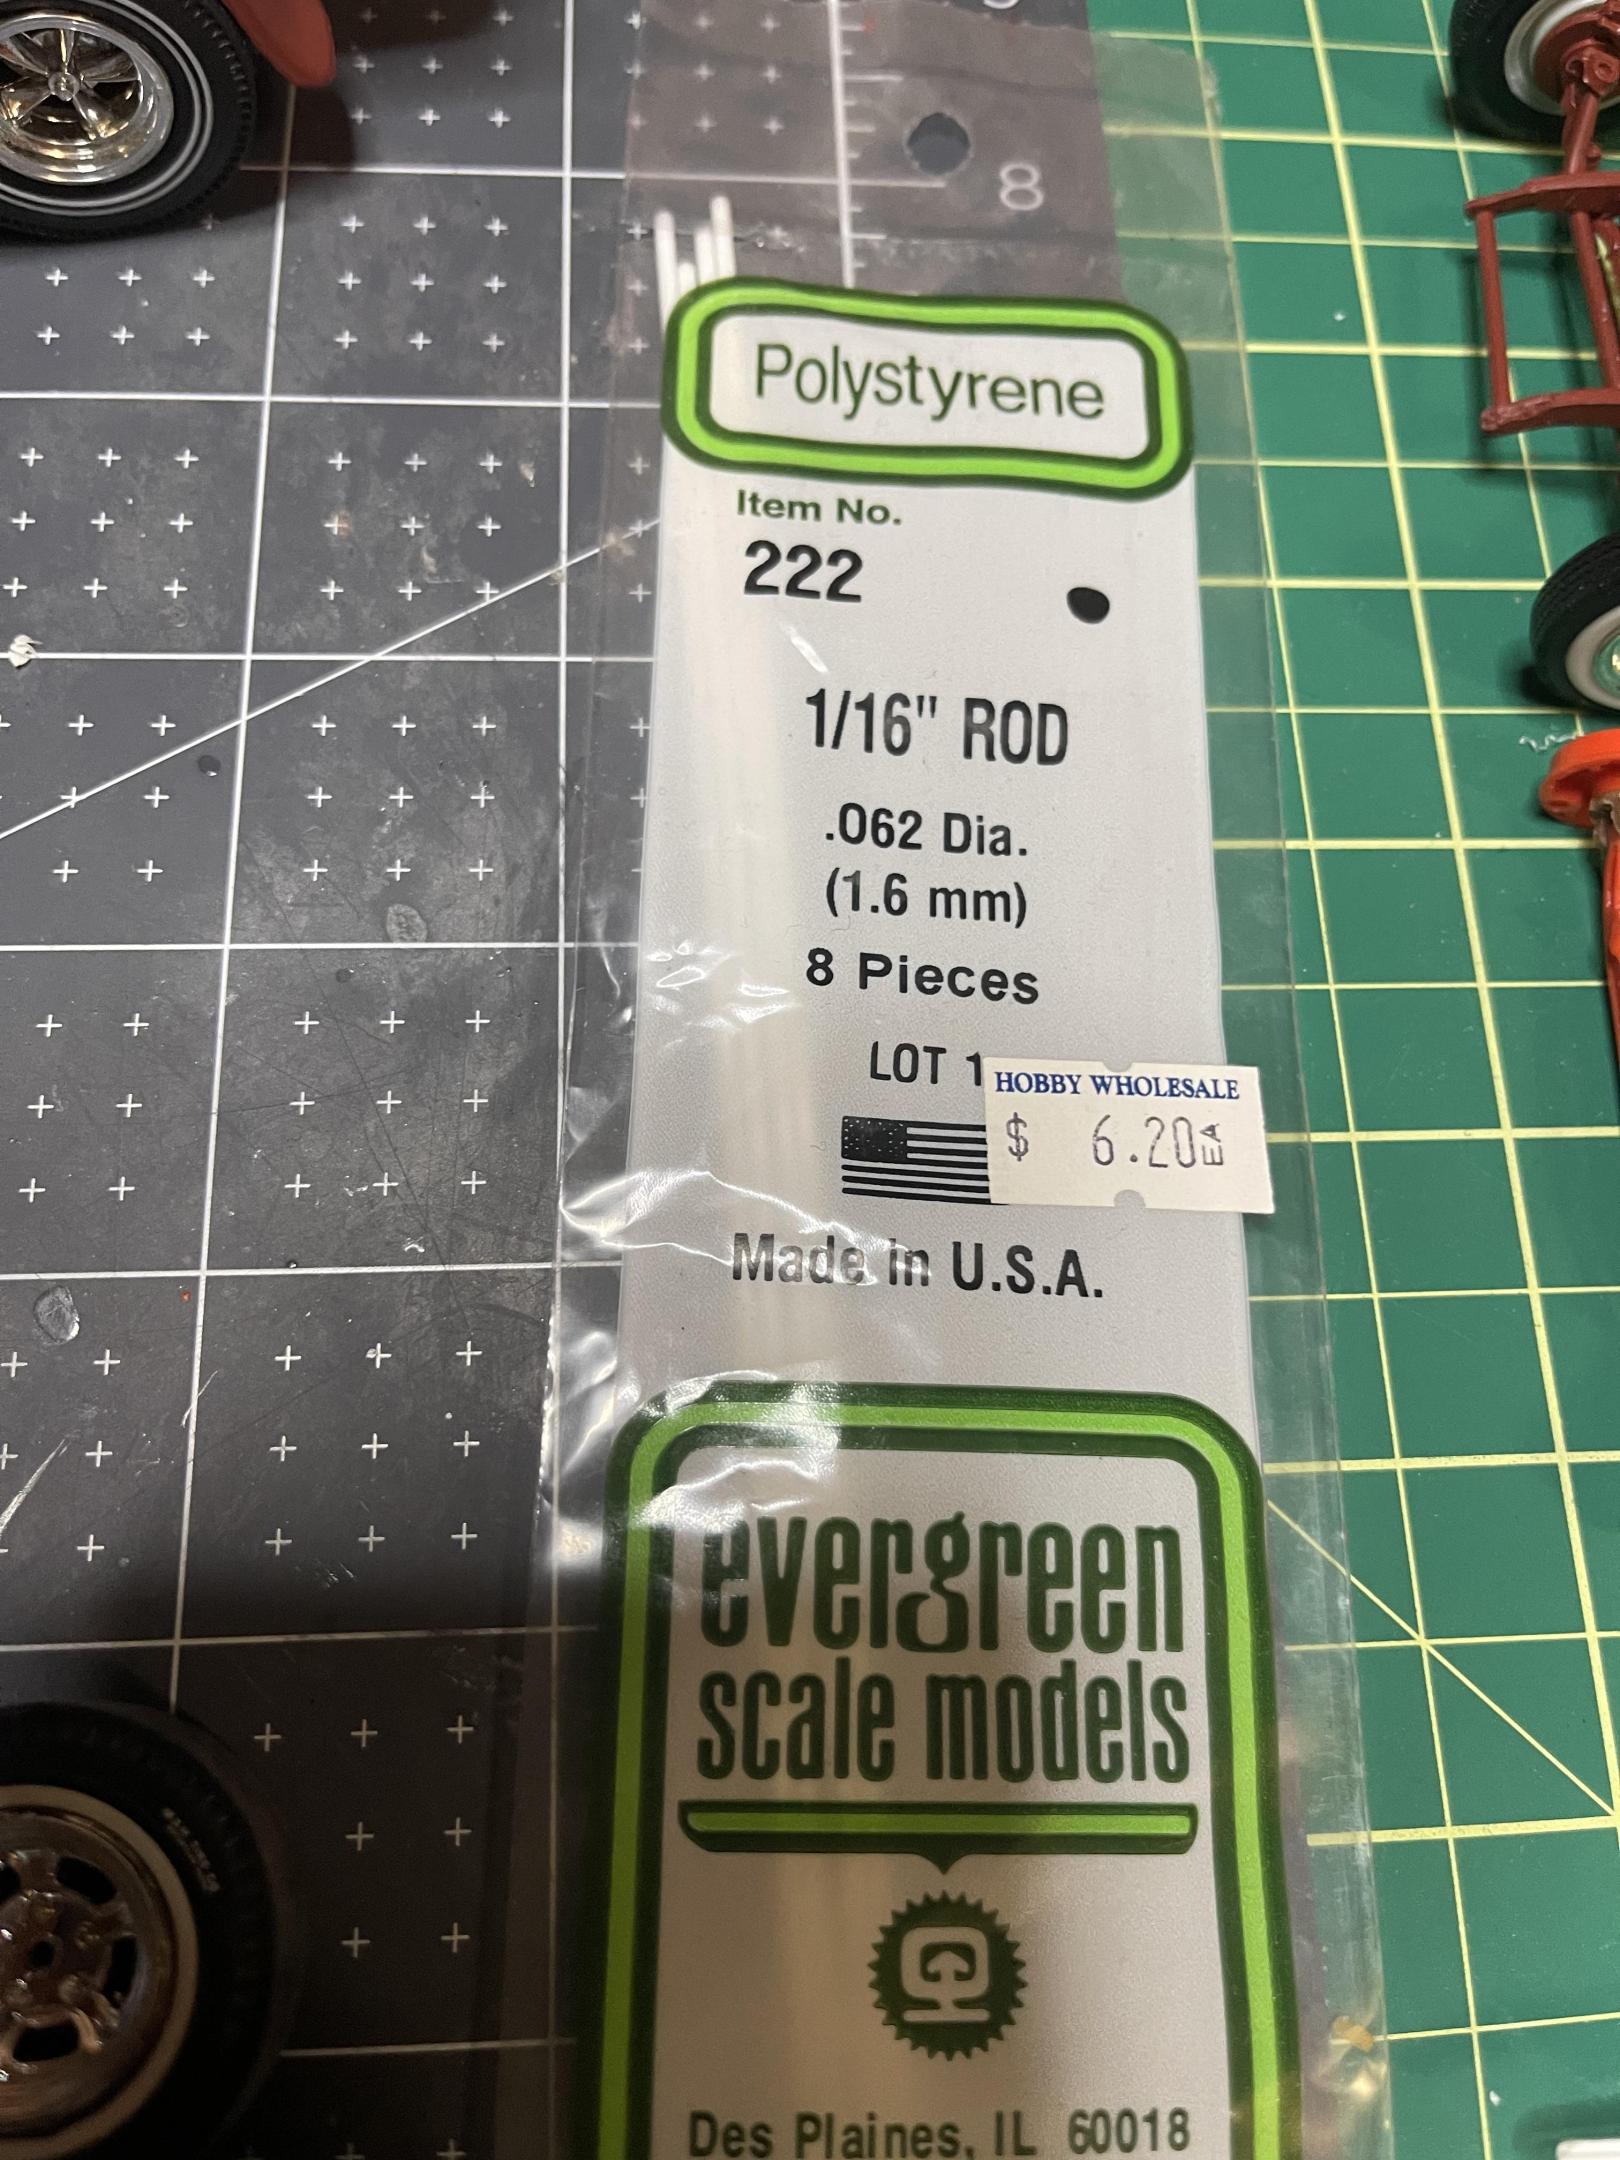 8
Polystyrene
Item No.
222
1/16" ROD
.062 Dia.
(1.6 mm)
8 Pieces
LOT 1
HOBBY WHOLESALE
$ 6.20 EA
Made in U.S.A.
evergreen
scale models
Des Plaines, IL 60018